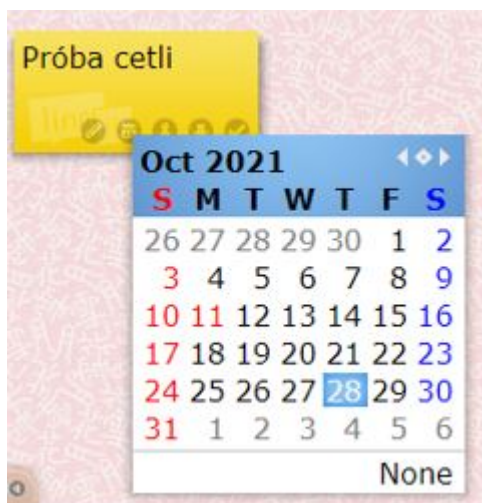 Próba cetli
lino
Oct 2021
S M T W T F S
26 27 28 29 30 1 2
3 4 5 6 7 8 9
10 11 12 13 14 15 16
17 18 19 20 21 22 23
24 25 26 27 28 29 30
31 1 2 3 4 5 6
None